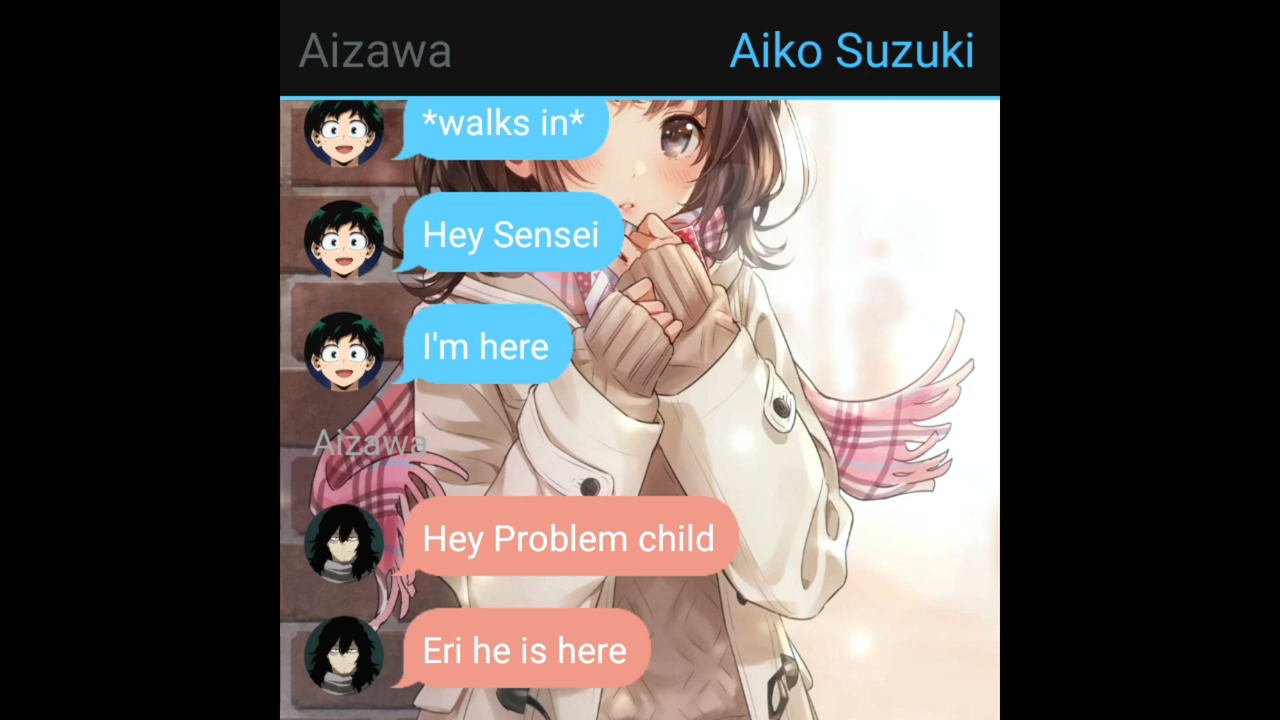 Aizawa
Aiko Suzuki
*walks in*
Hey Sensei
I'm here
Aizawa
Hey Problem child
Eri he is here